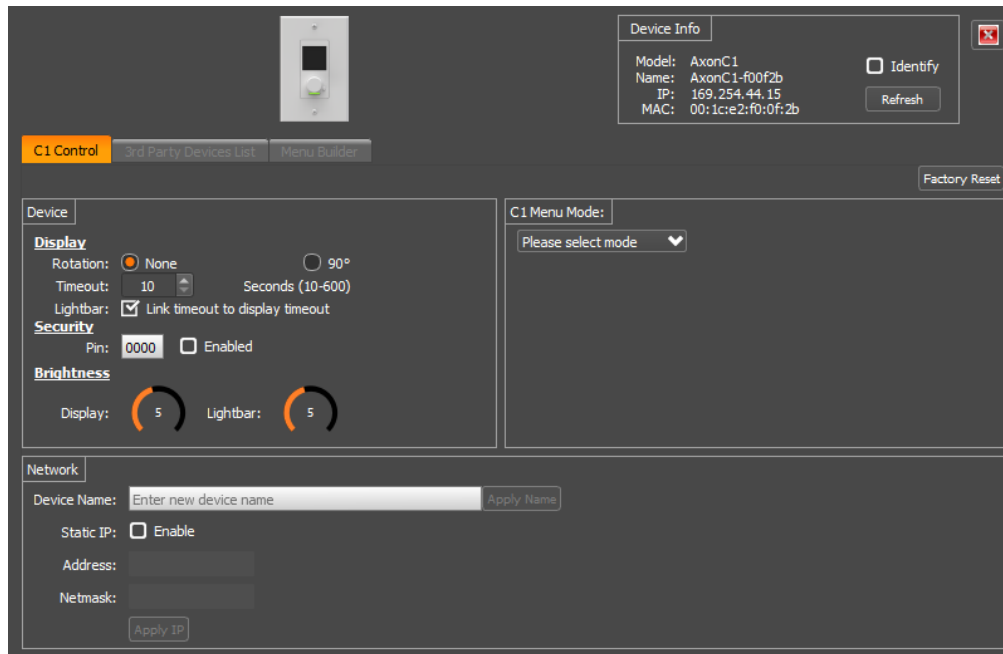 Device Info
Model: AxonC1
Name: AxonC1-f00f2b
IP: 169.254.44.15
MAC: 00:1c:e2:f0:0f:2b
Identify
Refresh
C1 Control 3rd Party Devices List Menu Builder
Factory Reset
Device
Display
Rotation: None 90°
Timeout: 10 Seconds (10-600)
Lightbar: Link timeout to display timeout
Security
Pin: 0000 Enabled
Brightness
Display: 5 Lightbar: 5
C1 Menu Mode:
Please select mode
Network
Device Name: Enter new device name Apply Name
Static IP: Enable
Address:
Netmask:
Apply IP